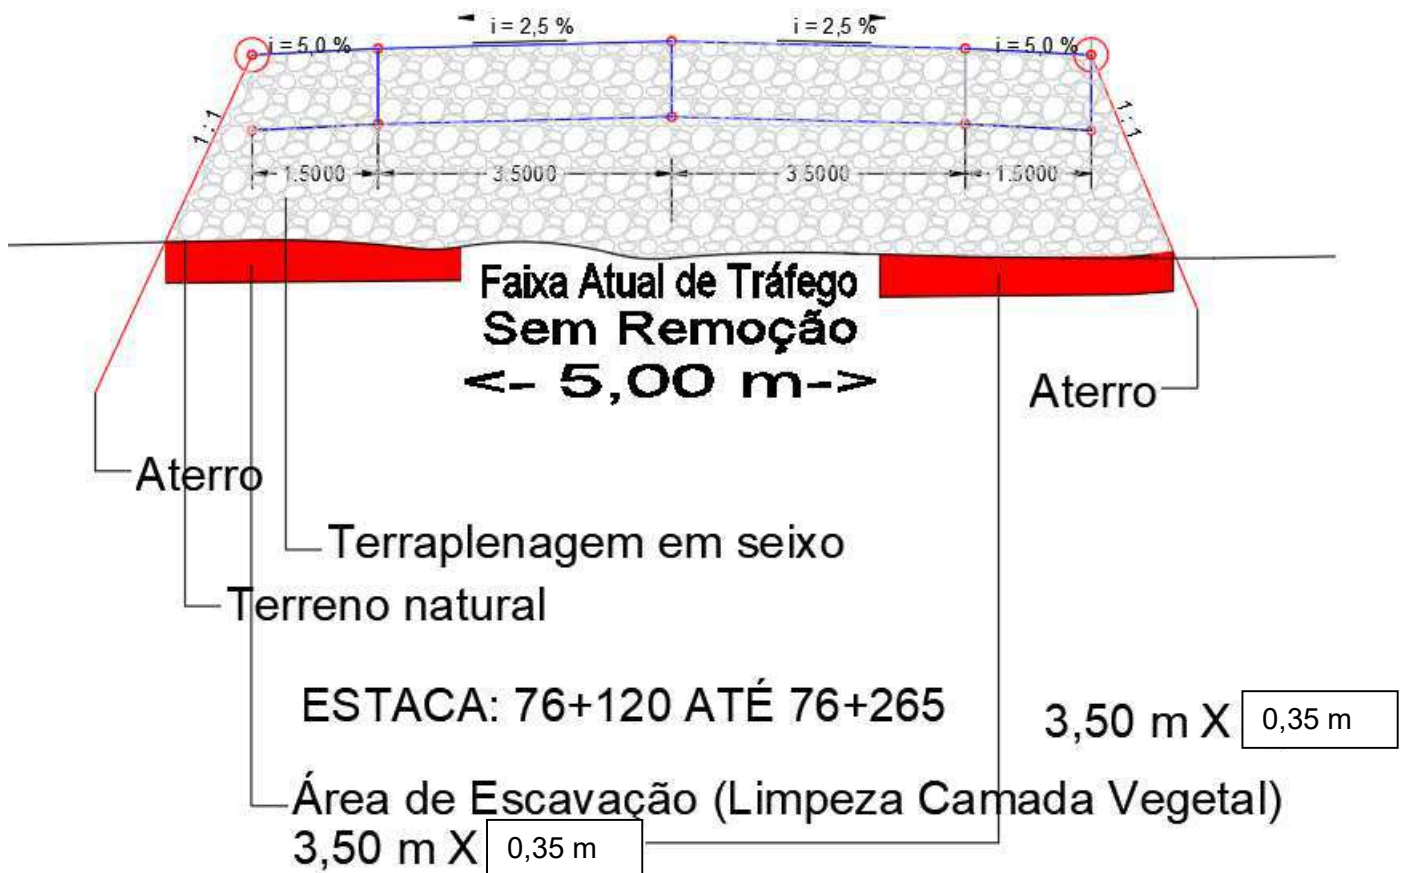 i = 2,5 %
i = 2,5 %
i = 5,0 %
i = 5,0 %
1 : 1
1 : 1
1.5000
3.5000
3.5000
1.5000
Faixa Atual de Tráfego
Sem Remoção
<- 5,00 m->
Aterro
Aterro
Terraplenagem em seixo
Terreno natural
ESTACA: 76+120 ATÉ 76+265
3,50 m X 0,35 m
Área de Escavação (Limpeza Camada Vegetal)
3,50 m X 0,35 m